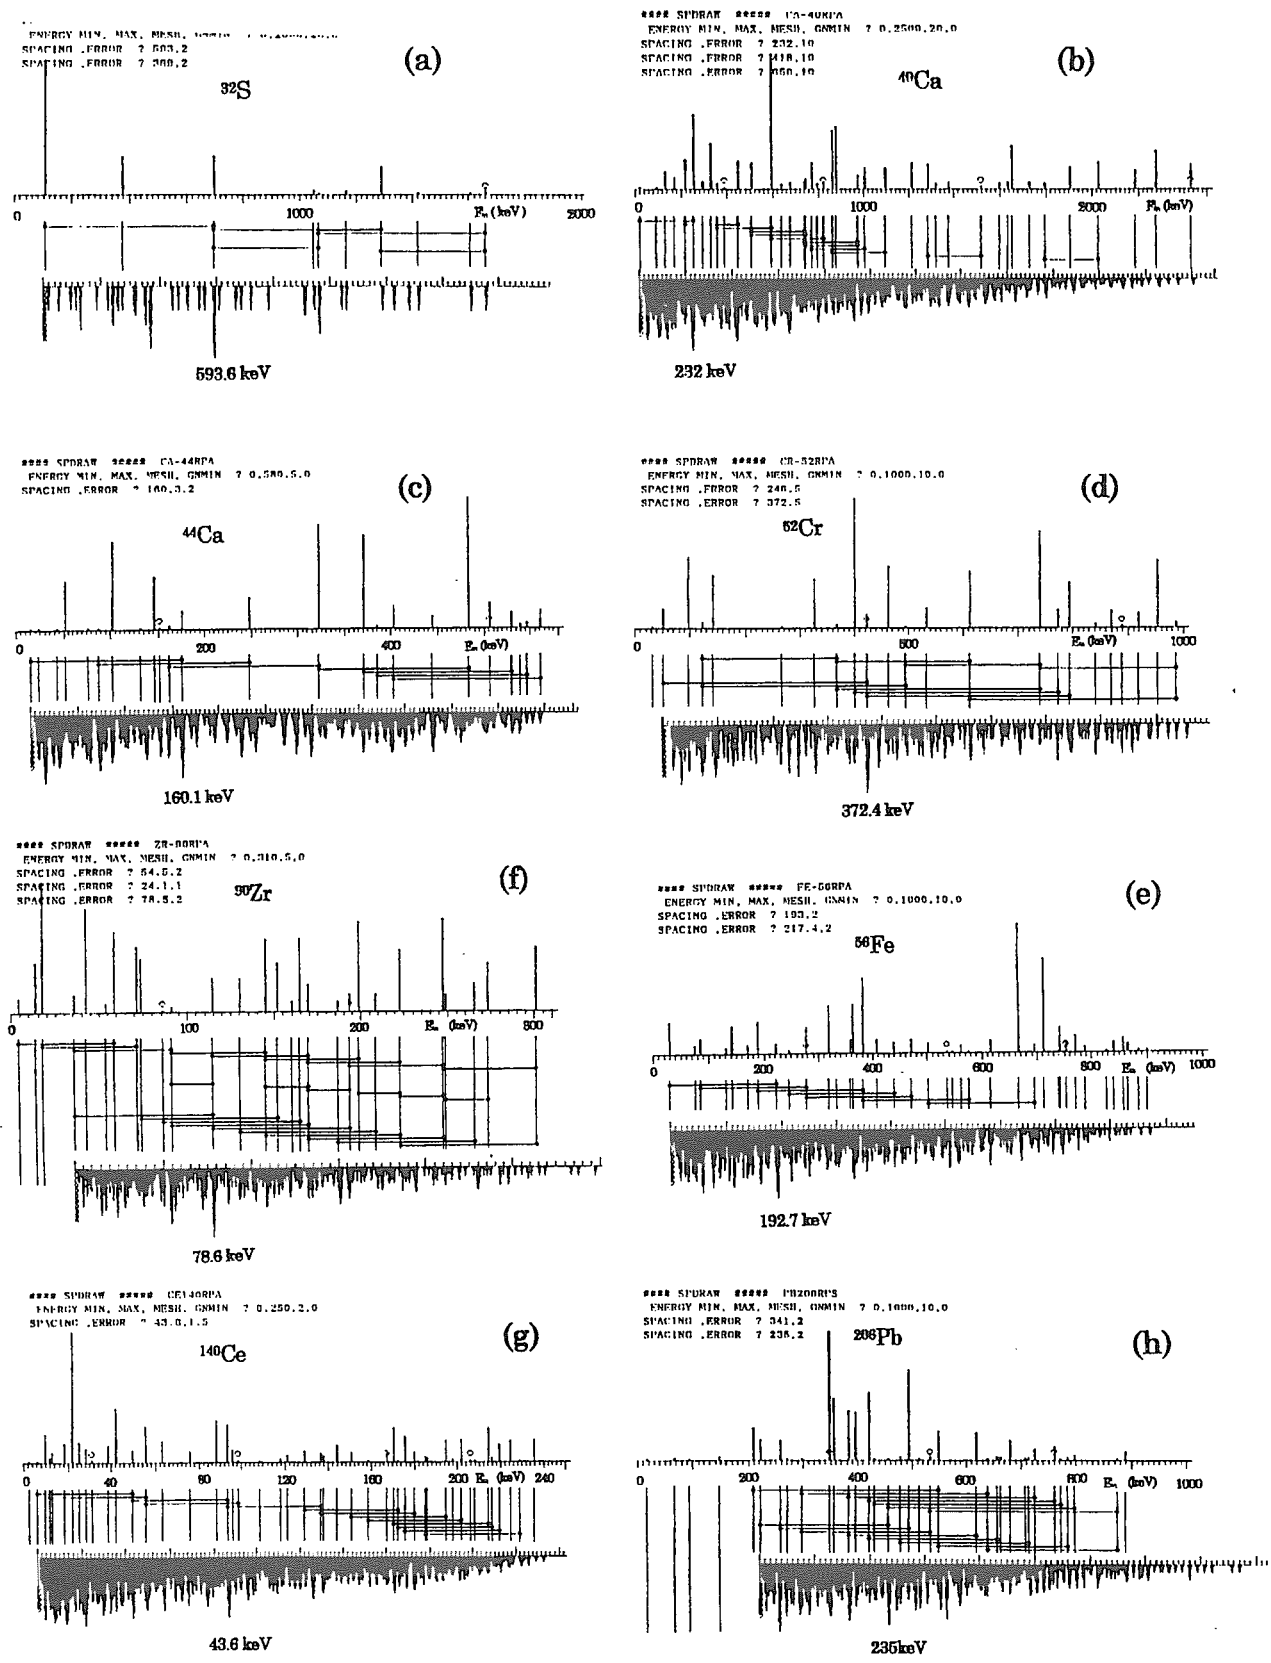 ENERGY MIN, MAX, MESH, GNMIN ?
SPACING .ERROR ? 593,2
SPACING .ERROR ? 388,2
(a)
32S
0 1000 2000
En (keV)
593.6 keV
#### SPDRAW ##### CA-40RPA
ENERGY MIN, MAX, MESH, GNMIN ? 0,2500,20,0
SPACING .ERROR ? 232,10
SPACING .ERROR ? 418,10
SPACING .ERROR ? 650,10
(b)
40Ca
0 1000 2000
En (keV)
232 keV
#### SPDRAW ##### CA-44RPA
ENERGY MIN, MAX, MESH, GNMIN ? 0,580,5,0
SPACING .ERROR ? 160,3,2
(c)
44Ca
0 200 400 En (keV)
160.1 keV
#### SPDRAW ##### CR-52RPA
ENERGY MIN, MAX, MESH, GNMIN ? 0,1000,10,0
SPACING .ERROR ? 246,5
SPACING .ERROR ? 372,5
(d)
52Cr
0 500 En (keV) 1000
372.4 keV
#### SPDRAW ##### ZR-90RPA
ENERGY MIN, MAX, MESH, GNMIN ? 0,310,5,0
SPACING .ERROR ? 54.5,2
SPACING .ERROR ? 24.1,1
SPACING .ERROR ? 78.5,2
(f)
90Zr
0 100 200 En (keV) 300
78.6 keV
#### SPDRAW ##### FE-56RPA
ENERGY MIN, MAX, MESH, GNMIN ? 0,1000,10,0
SPACING .ERROR ? 193,2
SPACING .ERROR ? 217.4,2
(e)
56Fe
0 200 400 600 800 En (keV) 1000
192.7 keV
#### SPDRAW ##### CE140RPA
ENERGY MIN, MAX, MESH, GNMIN ? 0,250,2,0
SPACING .ERROR ? 43.6,1.5
(g)
140Ce
0 40 80 120 160 200 En (keV) 240
43.6 keV
#### SPDRAW #####
ENERGY MIN, MAX, MESH, GNMIN ? 0,1000,10,0
SPACING .ERROR ? 341,2
SPACING .ERROR ? 235,2
(h)
206Pb
0 200 400 600 800 En (keV) 1000
235keV